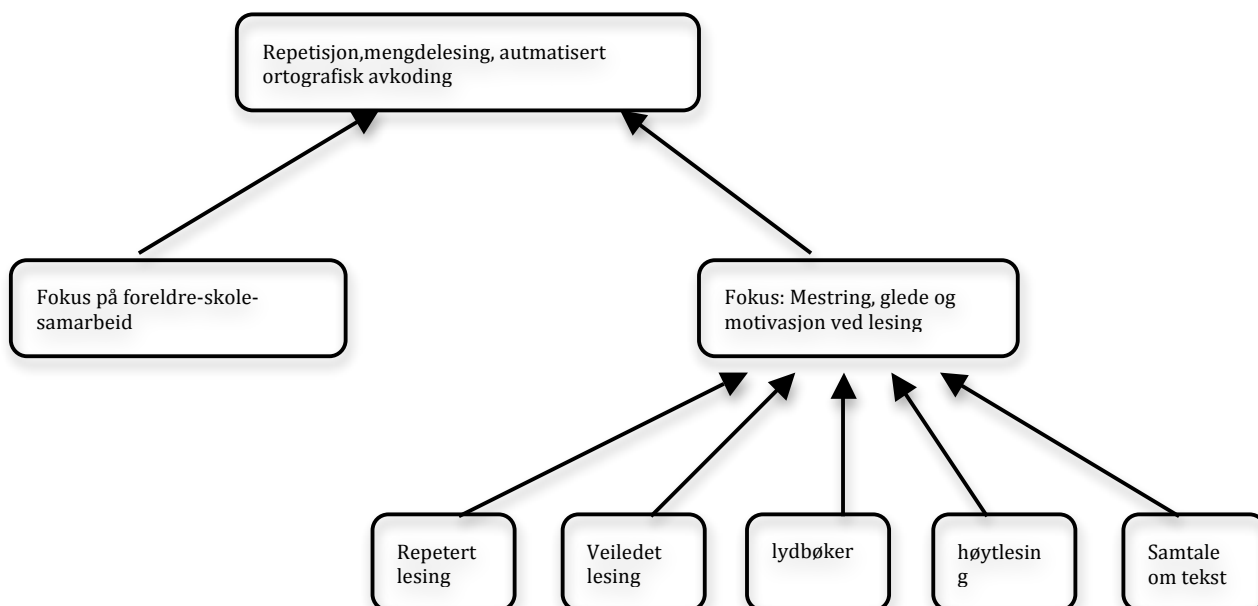 Repetisjon,mengdelesing, autmatisert
ortografisk avkoding
Fokus på foreldre-skole-
samarbeid
Fokus: Mestring, glede og
motivasjon ved lesing
Repetert
lesing
Veiledet
lesing
lydbøker
høytlesin
g
Samtale
om tekst